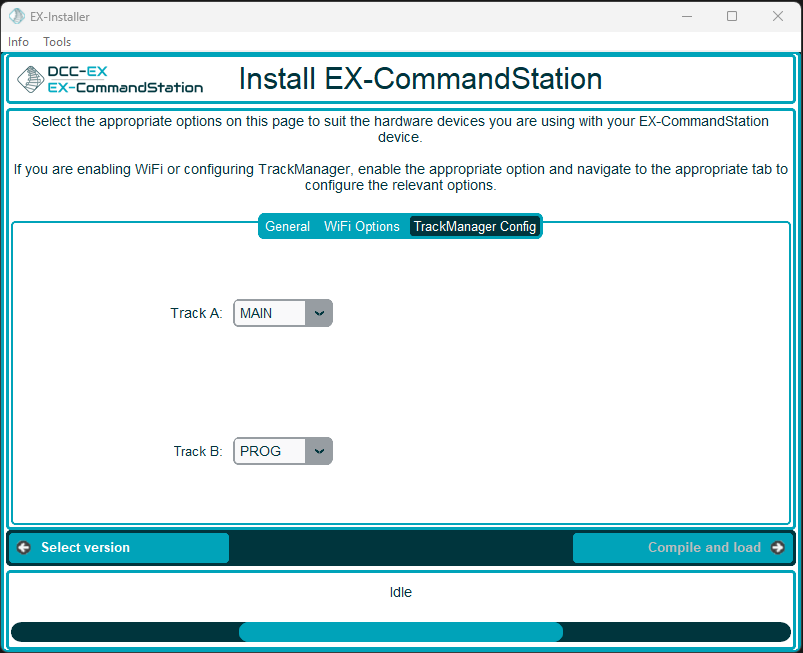 EX-Installer
Info Tools
DCC-EX
EX-CommandStation
Install EX-CommandStation
Select the appropriate options on this page to suit the hardware devices you are using with your EX-CommandStation
device.
If you are enabling WiFi or configuring TrackManager, enable the appropriate option and navigate to the appropriate tab to
configure the relevant options.
General WiFi Options TrackManager Config
Track A: MAIN
Track B: PROG
Select version Compile and load
Idle